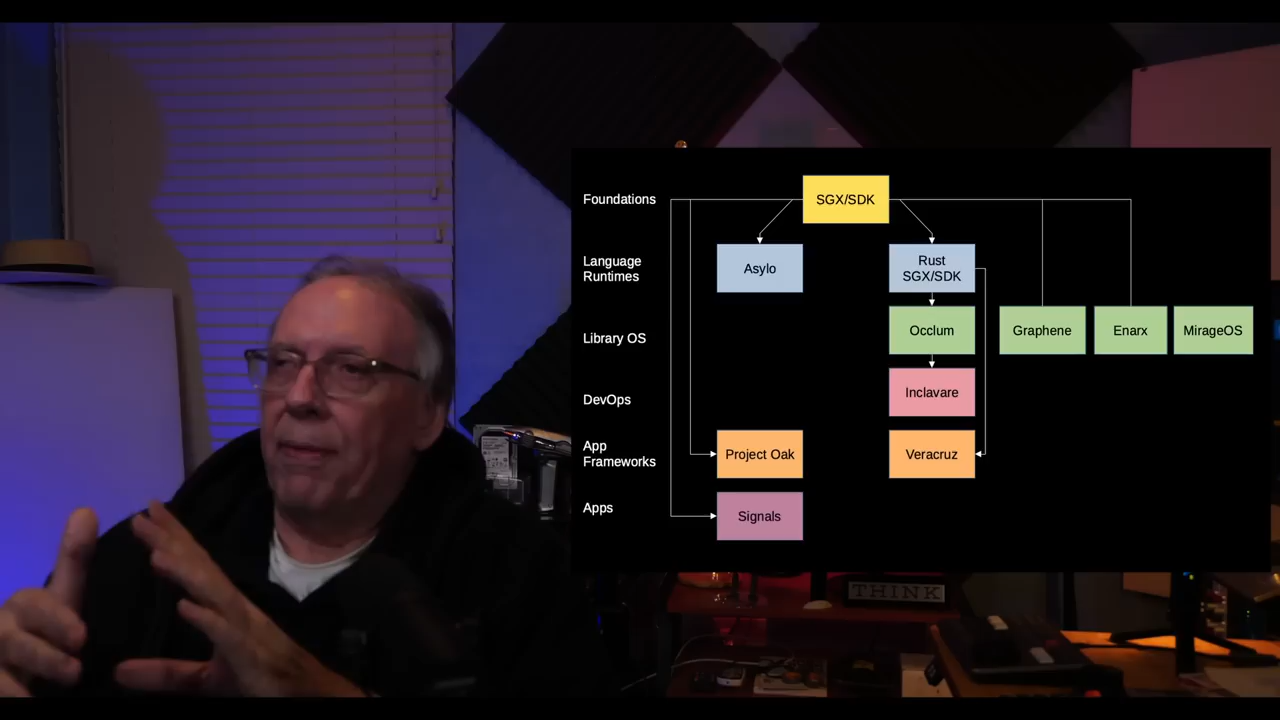 Foundations
SGX/SDK
Language
Runtimes
Asylo
Rust
SGX/SDK
Library OS
Occlum
Graphene
Enarx
MirageOS
DevOps
Inclavare
App
Frameworks
Project Oak
Veracruz
Apps
Signals
THINK